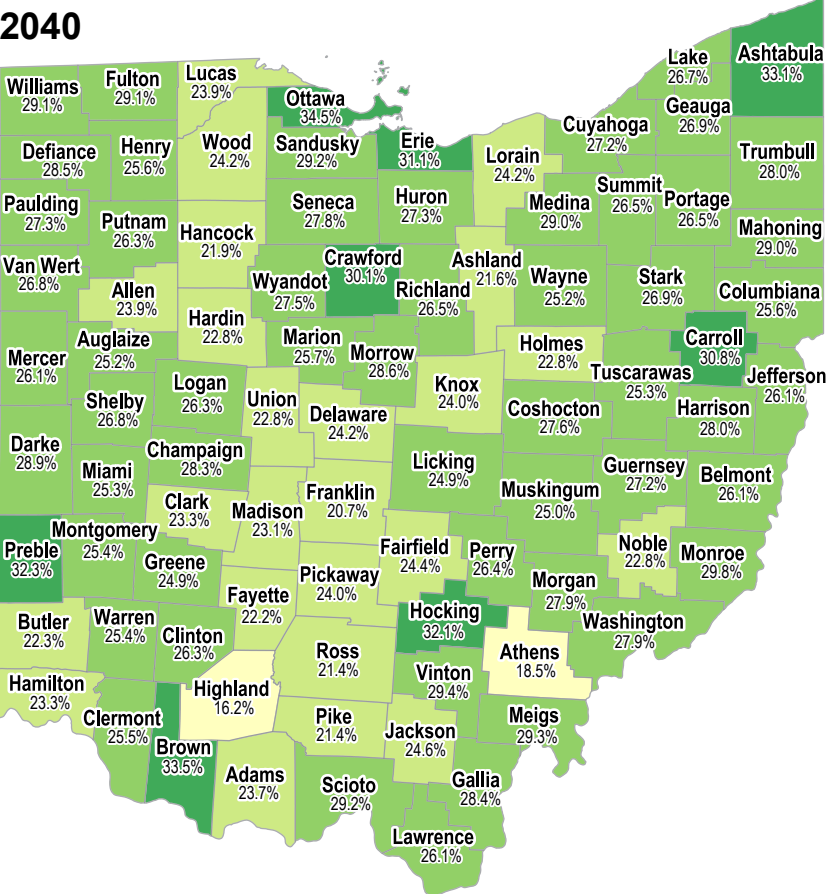 2040
Williams
29.1%
Fulton
29.1%
Lucas
23.9%
Ottawa
34.5%
Lake
26.7%
Ashtabula
33.1%
Geauga
26.9%
Cuyahoga
27.2%
Defiance
28.5%
Henry
25.6%
Wood
24.2%
Sandusky
29.2%
Erie
31.1%
Lorain
24.2%
Trumbull
28.0%
Paulding
27.3%
Putnam
26.3%
Hancock
21.9%
Seneca
27.8%
Huron
27.3%
Medina
29.0%
Summit
26.5%
Portage
26.5%
Mahoning
29.0%
Van Wert
26.8%
Allen
23.9%
Wyandot
27.5%
Crawford
30.1%
Richland
26.5%
Ashland
21.6%
Wayne
25.2%
Stark
26.9%
Columbiana
25.6%
Mercer
26.1%
Auglaize
25.2%
Hardin
22.8%
Marion
25.7%
Morrow
28.6%
Knox
24.0%
Holmes
22.8%
Tuscarawas
25.3%
Carroll
30.8%
Jefferson
26.1%
Darke
28.9%
Shelby
26.8%
Logan
26.3%
Union
22.8%
Delaware
24.2%
Coshocton
27.6%
Harrison
28.0%
Miami
25.3%
Champaign
28.3%
Licking
24.9%
Muskingum
25.0%
Guernsey
27.2%
Belmont
26.1%
Clark
23.3%
Madison
23.1%
Franklin
20.7%
Preble
32.3%
Montgomery
25.4%
Greene
24.9%
Fayette
22.2%
Pickaway
24.0%
Fairfield
24.4%
Perry
26.4%
Morgan
27.9%
Noble
22.8%
Monroe
29.8%
Butler
22.3%
Warren
25.4%
Clinton
26.3%
Ross
21.4%
Hocking
32.1%
Athens
18.5%
Washington
27.9%
Hamilton
23.3%
Clermont
25.5%
Highland
16.2%
Vinton
29.4%
Brown
33.5%
Adams
23.7%
Pike
21.4%
Jackson
24.6%
Meigs
29.3%
Scioto
29.2%
Gallia
28.4%
Lawrence
26.1%